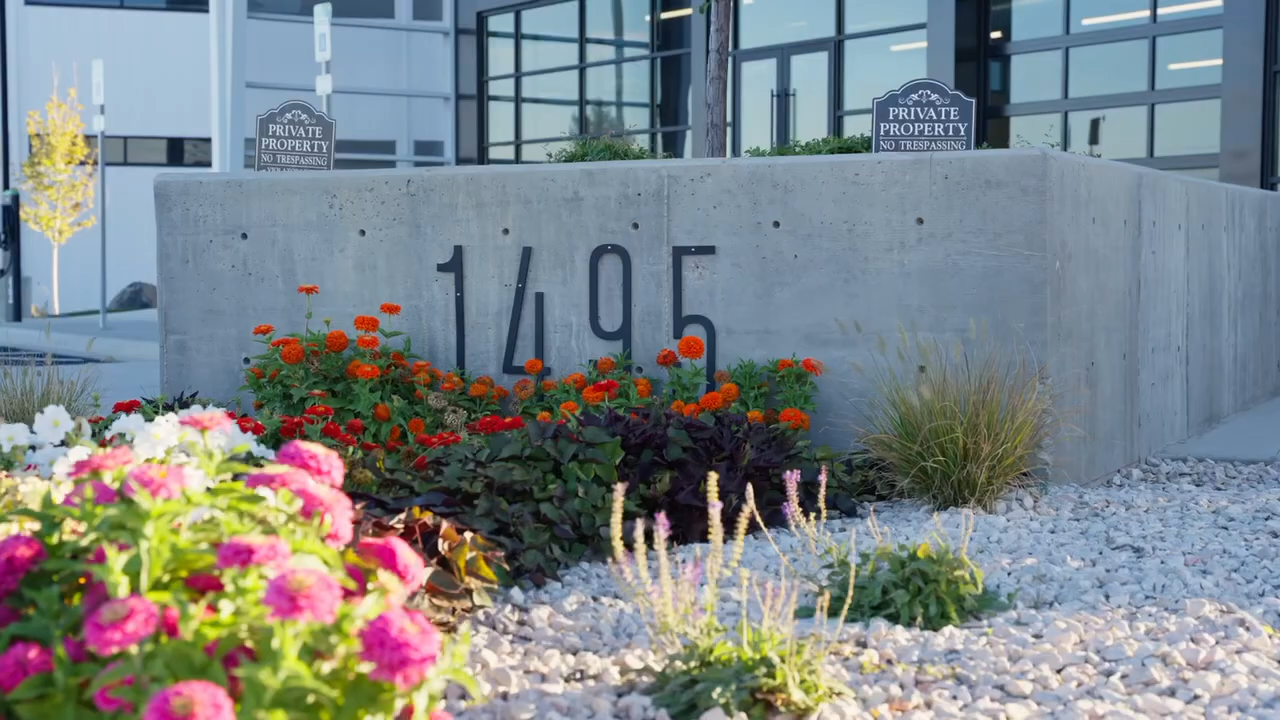 PRIVATE
PROPERTY
NO TRESPASSING
PRIVATE
PROPERTY
NO TRESPASSING
1495